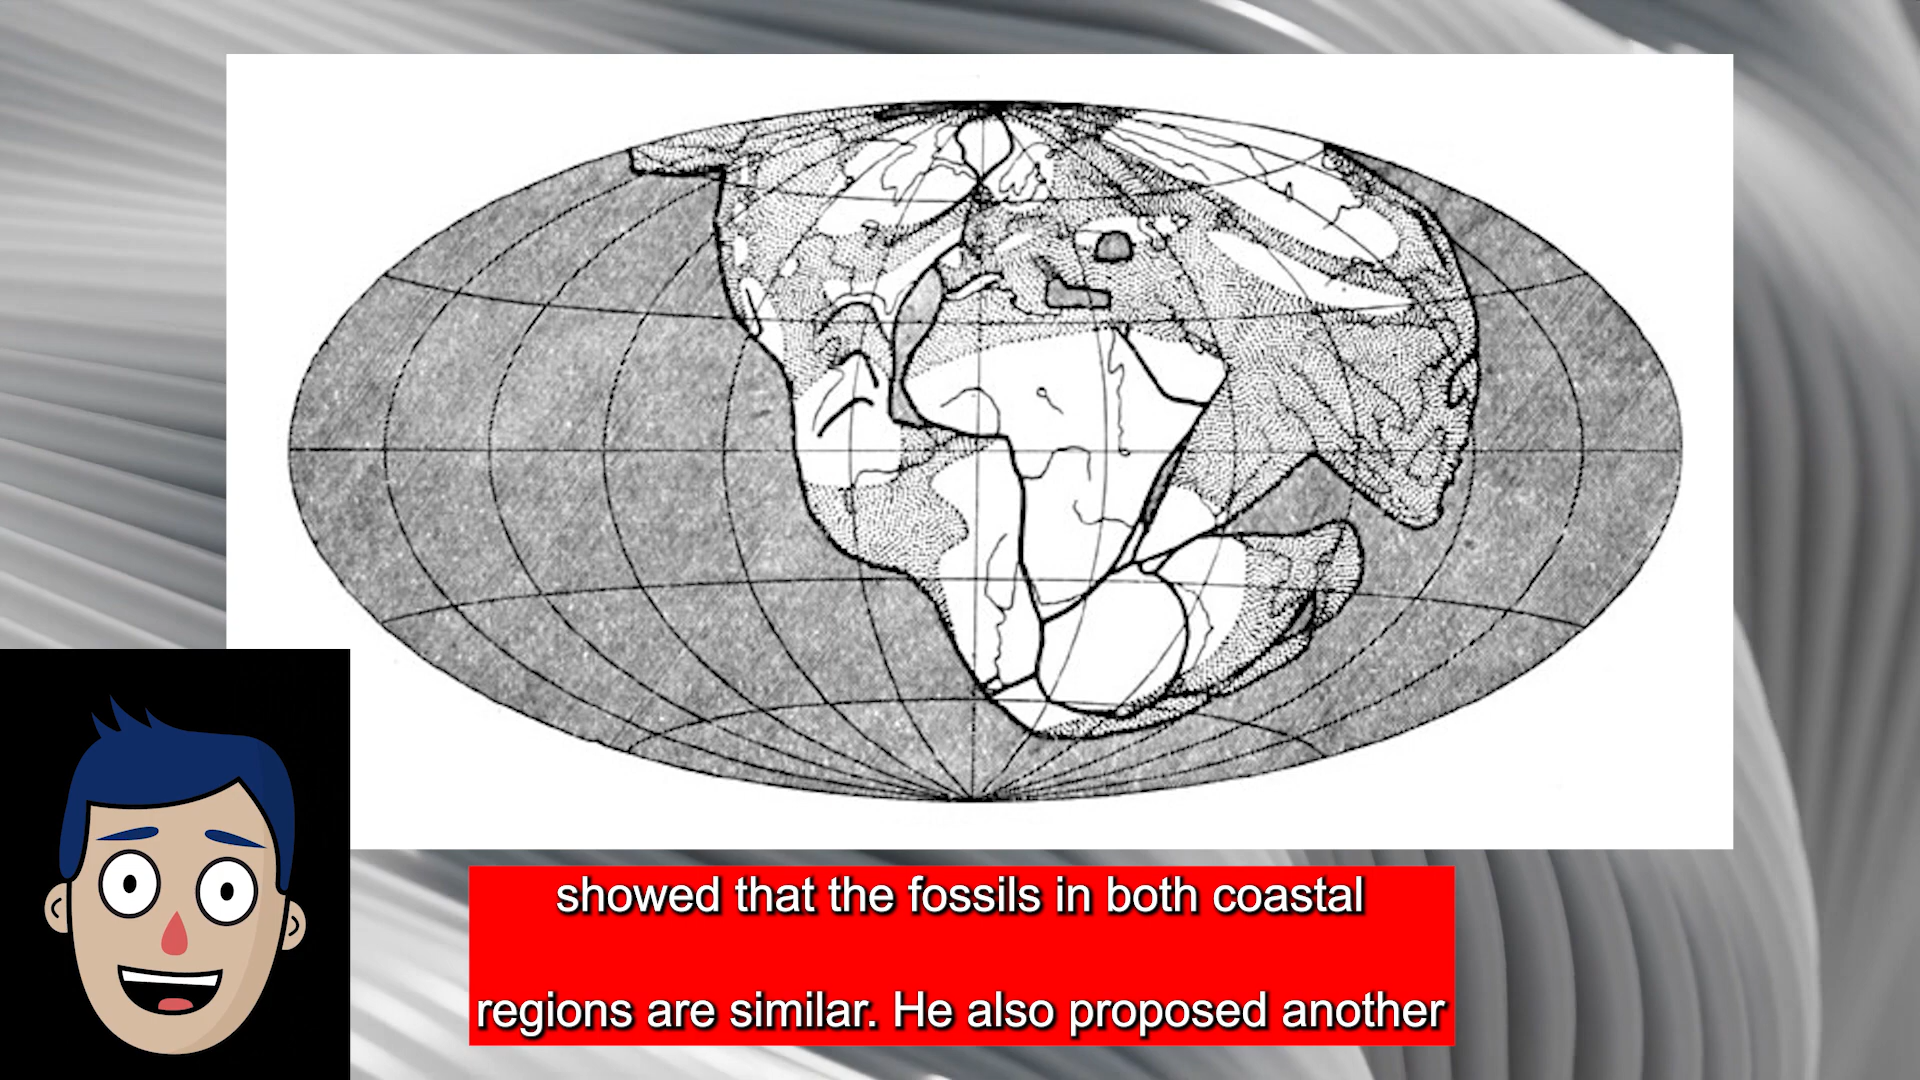 showed that the fossils in both coastal
regions are similar. He also proposed another